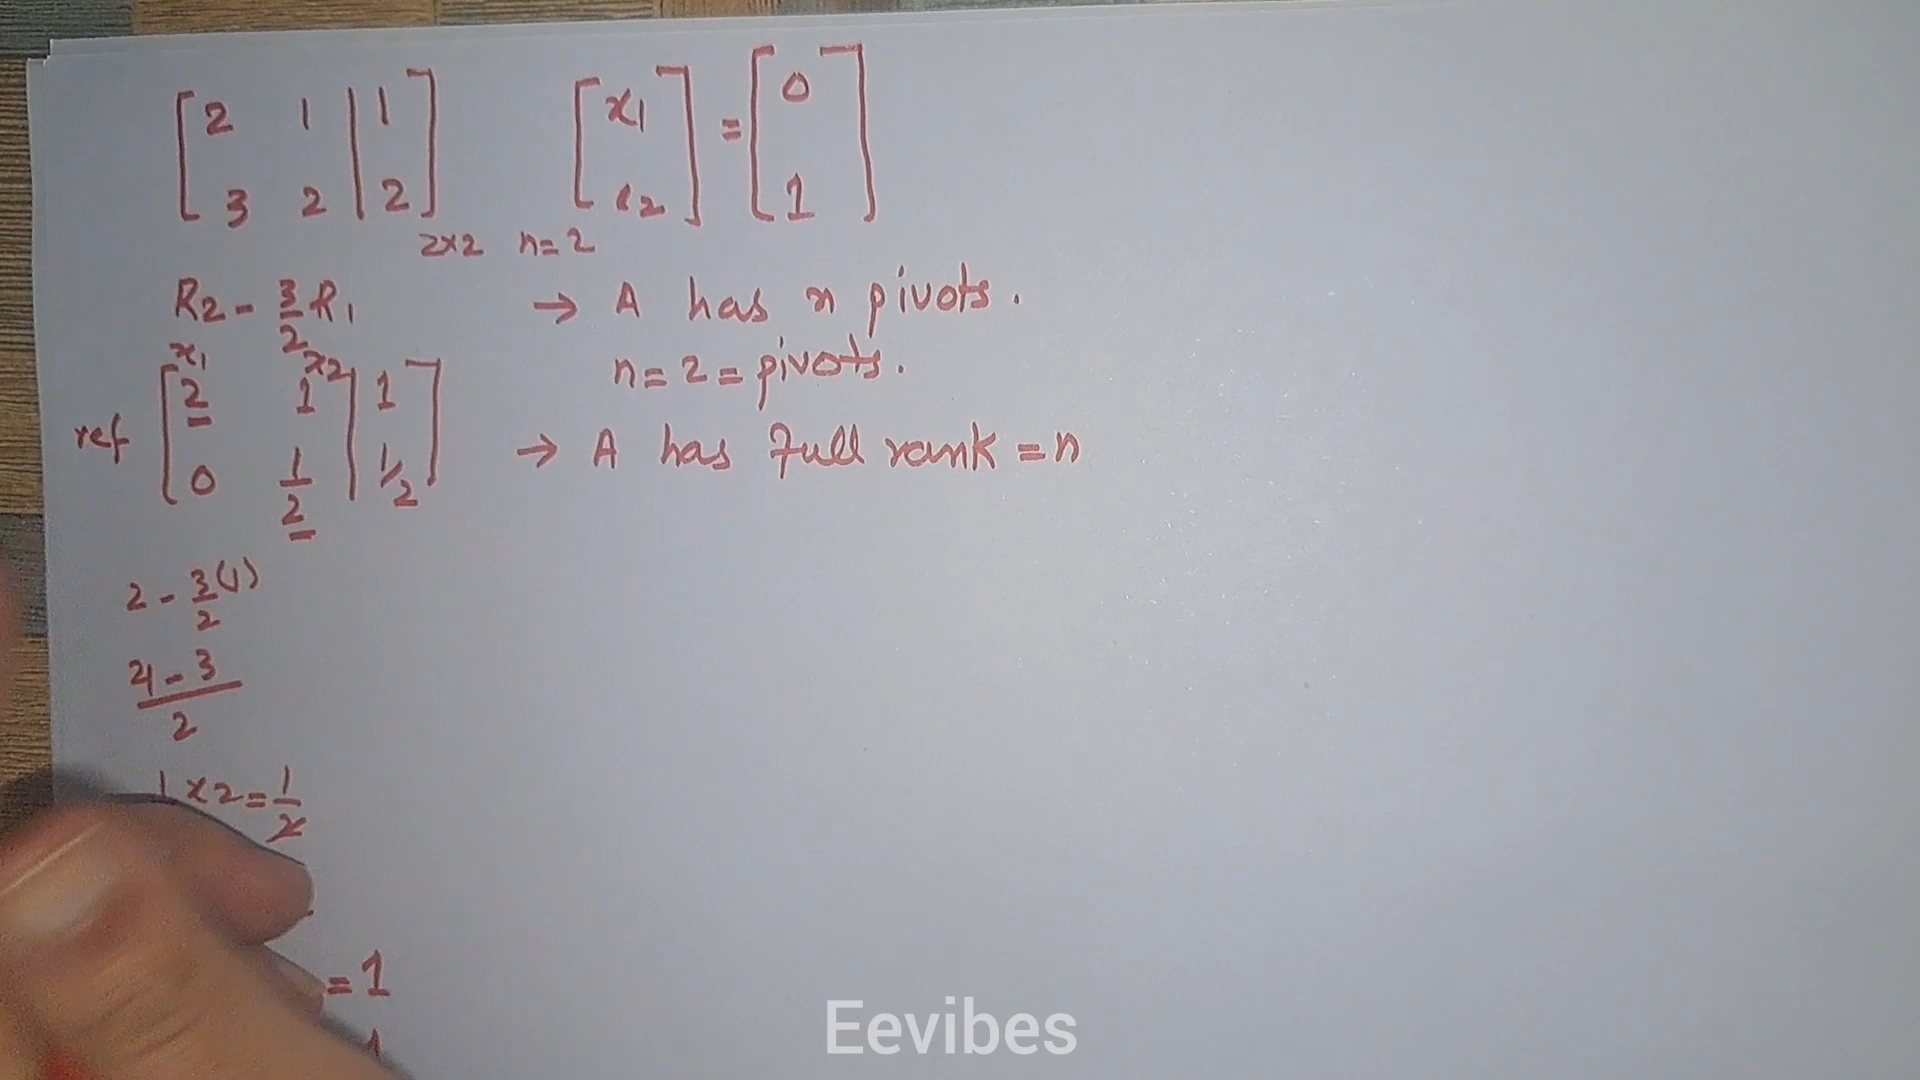 [2 1 | 1] [x1] = [0]
[3 2 | 2] [x2] [1]
2x2 n=2
R2 - 3/2 R1 → A has n pivots.
x1 x2 n = 2 = pivots.
ref [2 1 | 1]
[0 1/2 | 1/2] → A has full rank = n
2 - 3/2 (1)
4 - 3
2
1 x2 = 1/2
= 1
Eevibes